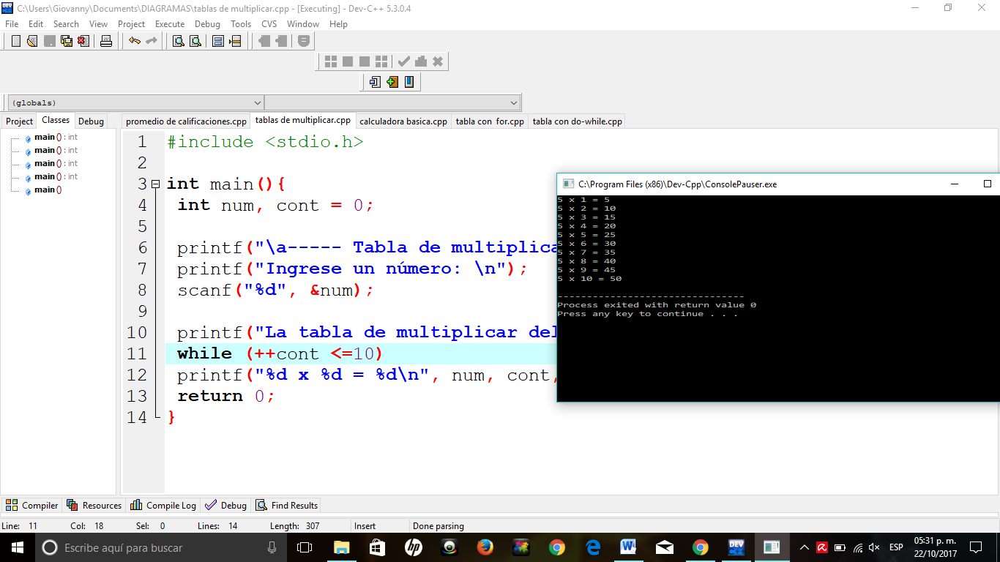 C:\Users\Giovanny\Documents\DIAGRAMAS\tablas de multiplicar.cpp - [Executing] - Dev-C++ 5.3.0.4
File Edit Search View Project Execute Debug Tools CVS Window Help
(globals)
Project Classes Debug
promedio de calificaciones.cpp tablas de multiplicar.cpp calculadora basica.cpp tabla con for.cpp tabla con do-while.cpp
main () : int
main () : int
main () : int
main () : int
main ()
1 #include <stdio.h>
2
3 int main(){
4 int num, cont = 0;
5
6 printf("\a----- Tabla de multiplica
7 printf("Ingrese un número: \n");
8 scanf("%d", &num);
9
10 printf("La tabla de multiplicar del
11 while (++cont <=10)
12 printf("%d x %d = %d\n", num, cont,
13 return 0;
14 }
C:\Program Files (x86)\Dev-Cpp\ConsolePauser.exe
5 x 1 = 5
5 x 2 = 10
5 x 3 = 15
5 x 4 = 20
5 x 5 = 25
5 x 6 = 30
5 x 7 = 35
5 x 8 = 40
5 x 9 = 45
5 x 10 = 50
--------------------------------
Process exited with return value 0
Press any key to continue . . .
Compiler Resources Compile Log Debug Find Results
Line: 11 Col: 18 Sel: 0 Lines: 14 Length: 307 Insert Done parsing
Escribe aquí para buscar
ESP
05:31 p. m.
22/10/2017